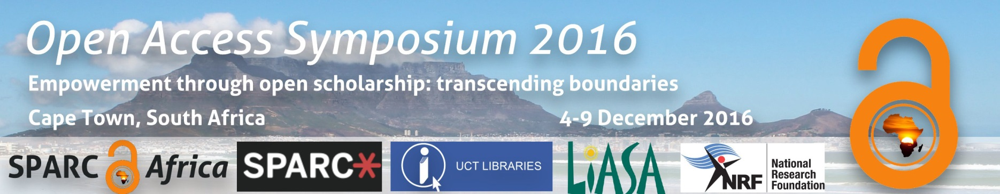 Open Access Symposium 2016
Empowerment through open scholarship: transcending boundaries
Cape Town, South Africa
4-9 December 2016
SPARC Africa
SPARC*
UCT LIBRARIES
LIASA
NRF
National
Research
Foundation